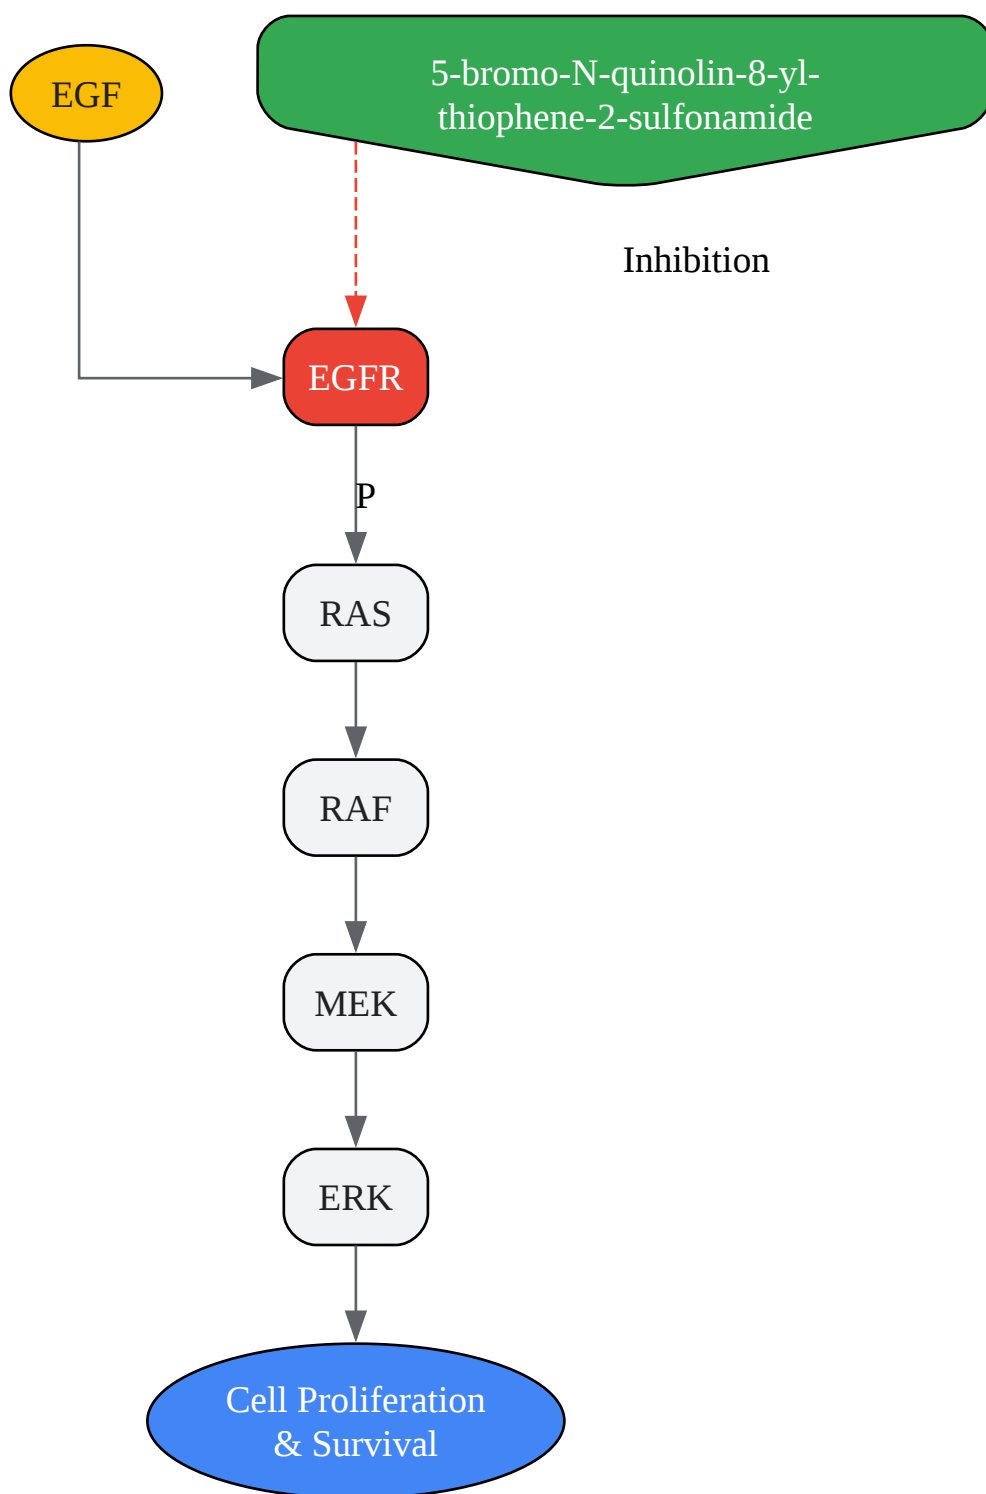 EGF
5-bromo-N-quinolin-8-yl-
thiophene-2-sulfonamide
Inhibition
EGFR
P
RAS
RAF
MEK
ERK
Cell Proliferation
& Survival